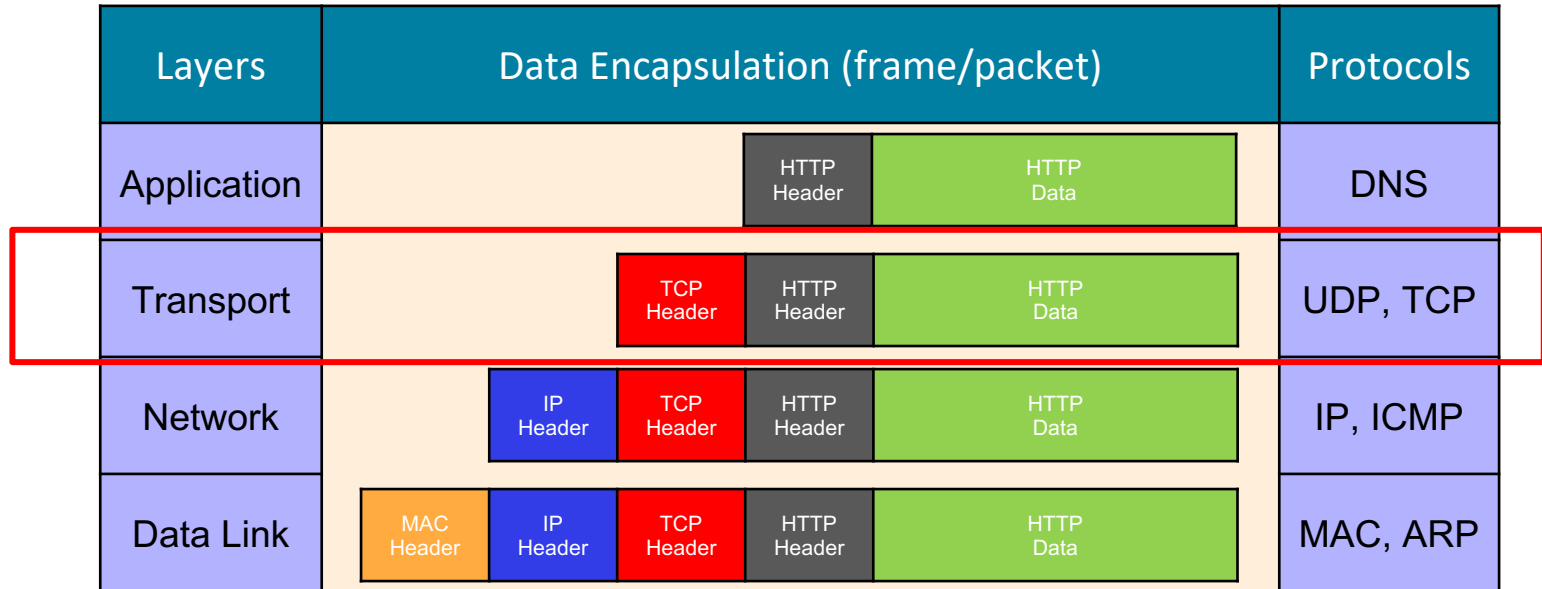 Layers
Data Encapsulation (frame/packet)
Protocols
Application
HTTP
Header
HTTP
Data
DNS
Transport
TCP
Header
HTTP
Header
HTTP
Data
UDP, TCP
Network
IP
Header
TCP
Header
HTTP
Header
HTTP
Data
IP, ICMP
Data Link
MAC
Header
IP
Header
TCP
Header
HTTP
Header
HTTP
Data
MAC, ARP